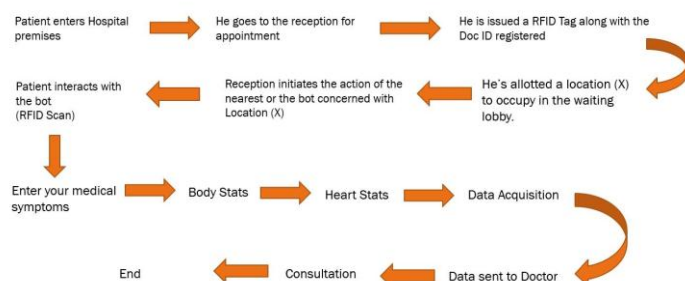 Patient enters Hospital
premises
He goes to the reception for
appointment
He is issued a RFID Tag along with the
Doc ID registered
He`s allotted a location (X)
to occupy in the waiting
lobby.
Reception initiates the action of the
nearest or the bot concerned with
Location (X)
Patient interacts with
the bot
(RFID Scan)
Enter your medical
symptoms
Body Stats
Heart Stats
Data Acquisition
Data sent to Doctor
Consultation
End